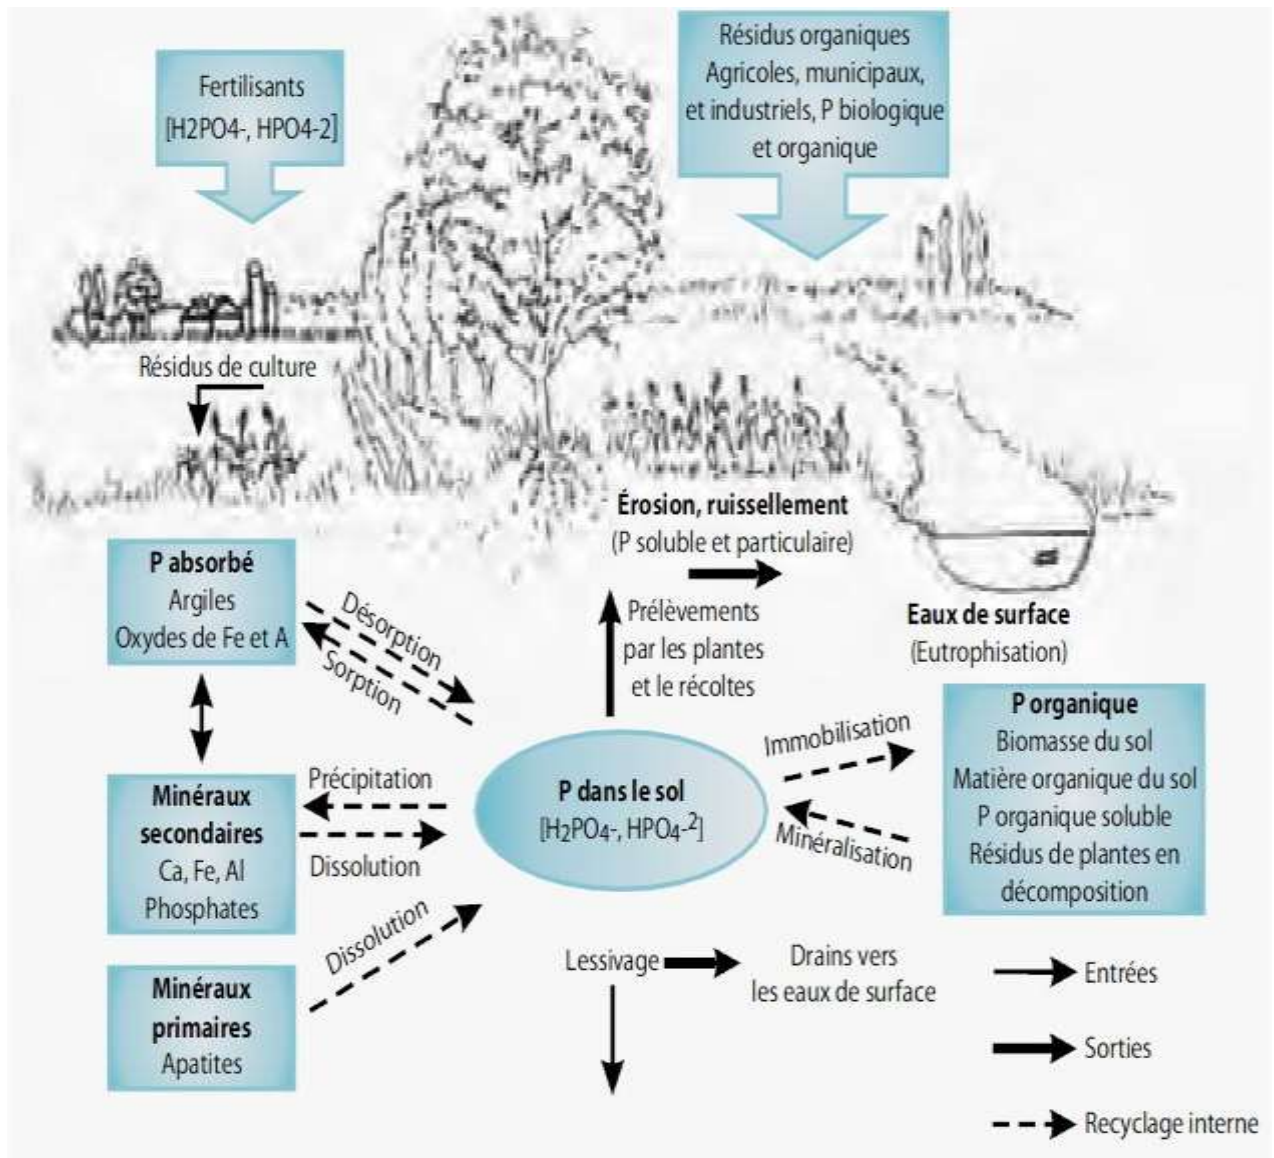 Fertilisants
[H2PO4-, HPO4-2]
Résidus organiques
Agricoles, municipaux,
et industriels, P biologique
et organique
Résidus de culture
Érosion, ruissellement
(P soluble et particulaire)
Eaux de surface
(Eutrophisation)
P absorbé
Argiles
Oxydes de Fe et A
Désorption
Sorption
Prélèvements
par les plantes
et le récoltes
Minéraux
secondaires
Ca, Fe, Al
Phosphates
Précipitation
Dissolution
P dans le sol
[H2PO4-, HPO4-2]
Immobilisation
Minéralisation
P organique
Biomasse du sol
Matière organique du sol
P organique soluble
Résidus de plantes en
décomposition
Minéraux
primaires
Apatites
Dissolution
Lessivage
Drains vers
les eaux de surface
Entrées
Sorties
Recyclage interne